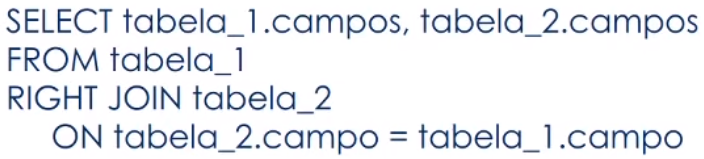 SELECT tabela_1.campos, tabela_2.campos
FROM tabela_1
RIGHT JOIN tabela_2
ON tabela_2.campo = tabela_1.campo